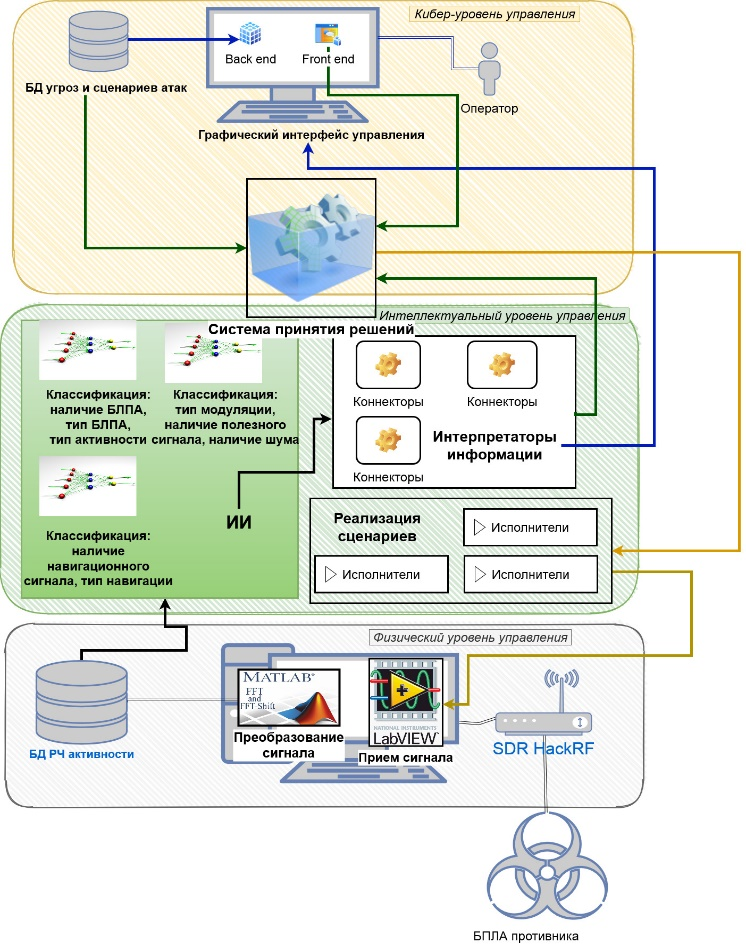 Кибер-уровень управления
Back end
Front end
БД угроз и сценариев атак
Оператор
Графический интерфейс управления
Интеллектуальный уровень управления
Система принятия решений
Классификация:
наличие БЛПА,
тип БЛПА,
тип активности
Классификация:
тип модуляции,
наличие полезного
сигнала, наличие шума
Коннекторы
Коннекторы
Коннекторы
Интерпретаторы
информации
ИИ
Классификация:
наличие
навигационного
сигнала, тип навигации
Реализация
сценариев
Исполнители
Исполнители
Исполнители
Физический уровень управления
БД РЧ активности
MATLAB®
FFT
and
FFT Shift
Преобразование
сигнала
NATIONAL INSTRUMENTS
LabVIEW™
Прием сигнала
SDR HackRF
БПЛА противника